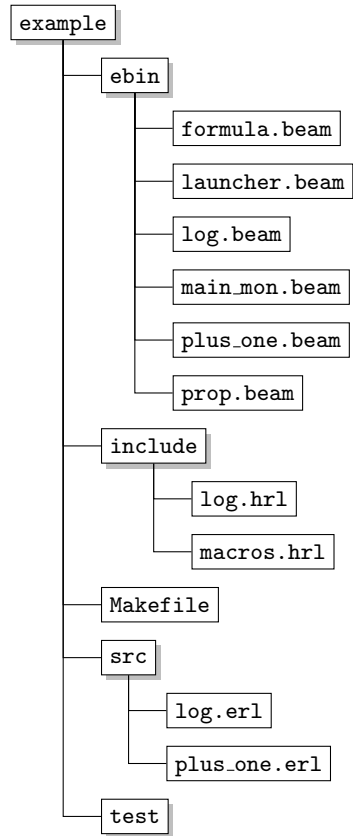 example
ebin
formula.beam
launcher.beam
log.beam
main_mon.beam
plus_one.beam
prop.beam
include
log.hrl
macros.hrl
Makefile
src
log.erl
plus_one.erl
test